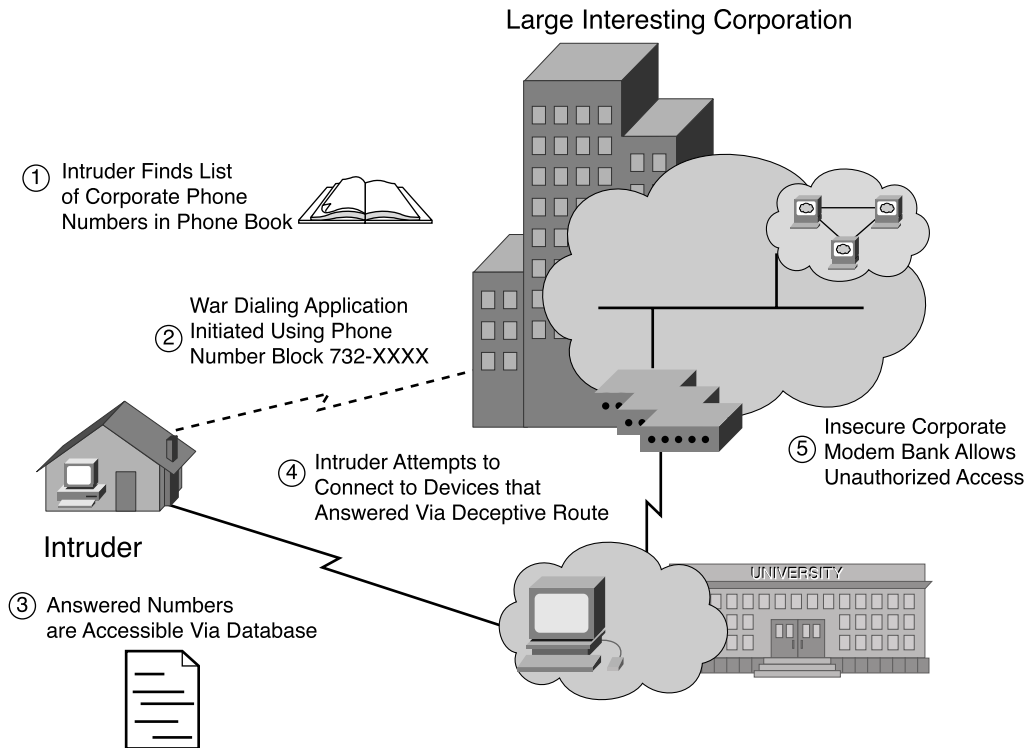 Large Interesting Corporation
1 Intruder Finds List
of Corporate Phone
Numbers in Phone Book
War Dialing Application
2 Initiated Using Phone
Number Block 732-XXXX
4 Intruder Attempts to
Connect to Devices that
Answered Via Deceptive Route
5 Insecure Corporate
Modem Bank Allows
Unauthorized Access
Intruder
UNIVERSITY
3 Answered Numbers
are Accessible Via Database